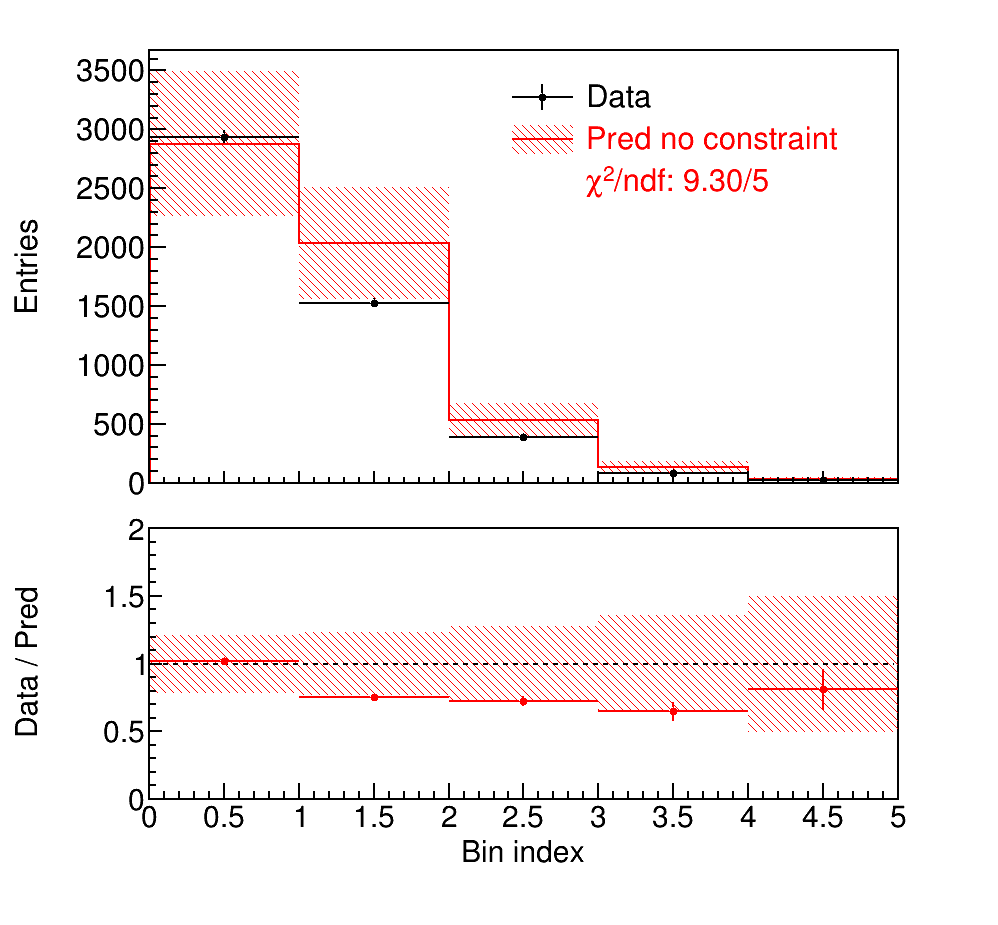 Entries
3500
3000
2500
2000
1500
1000
500
0
Data
Pred no constraint
χ²/ndf: 9.30/5
Data / Pred
2
1.5
1
0.5
0
0 0.5 1 1.5 2 2.5 3 3.5 4 4.5 5
Bin index